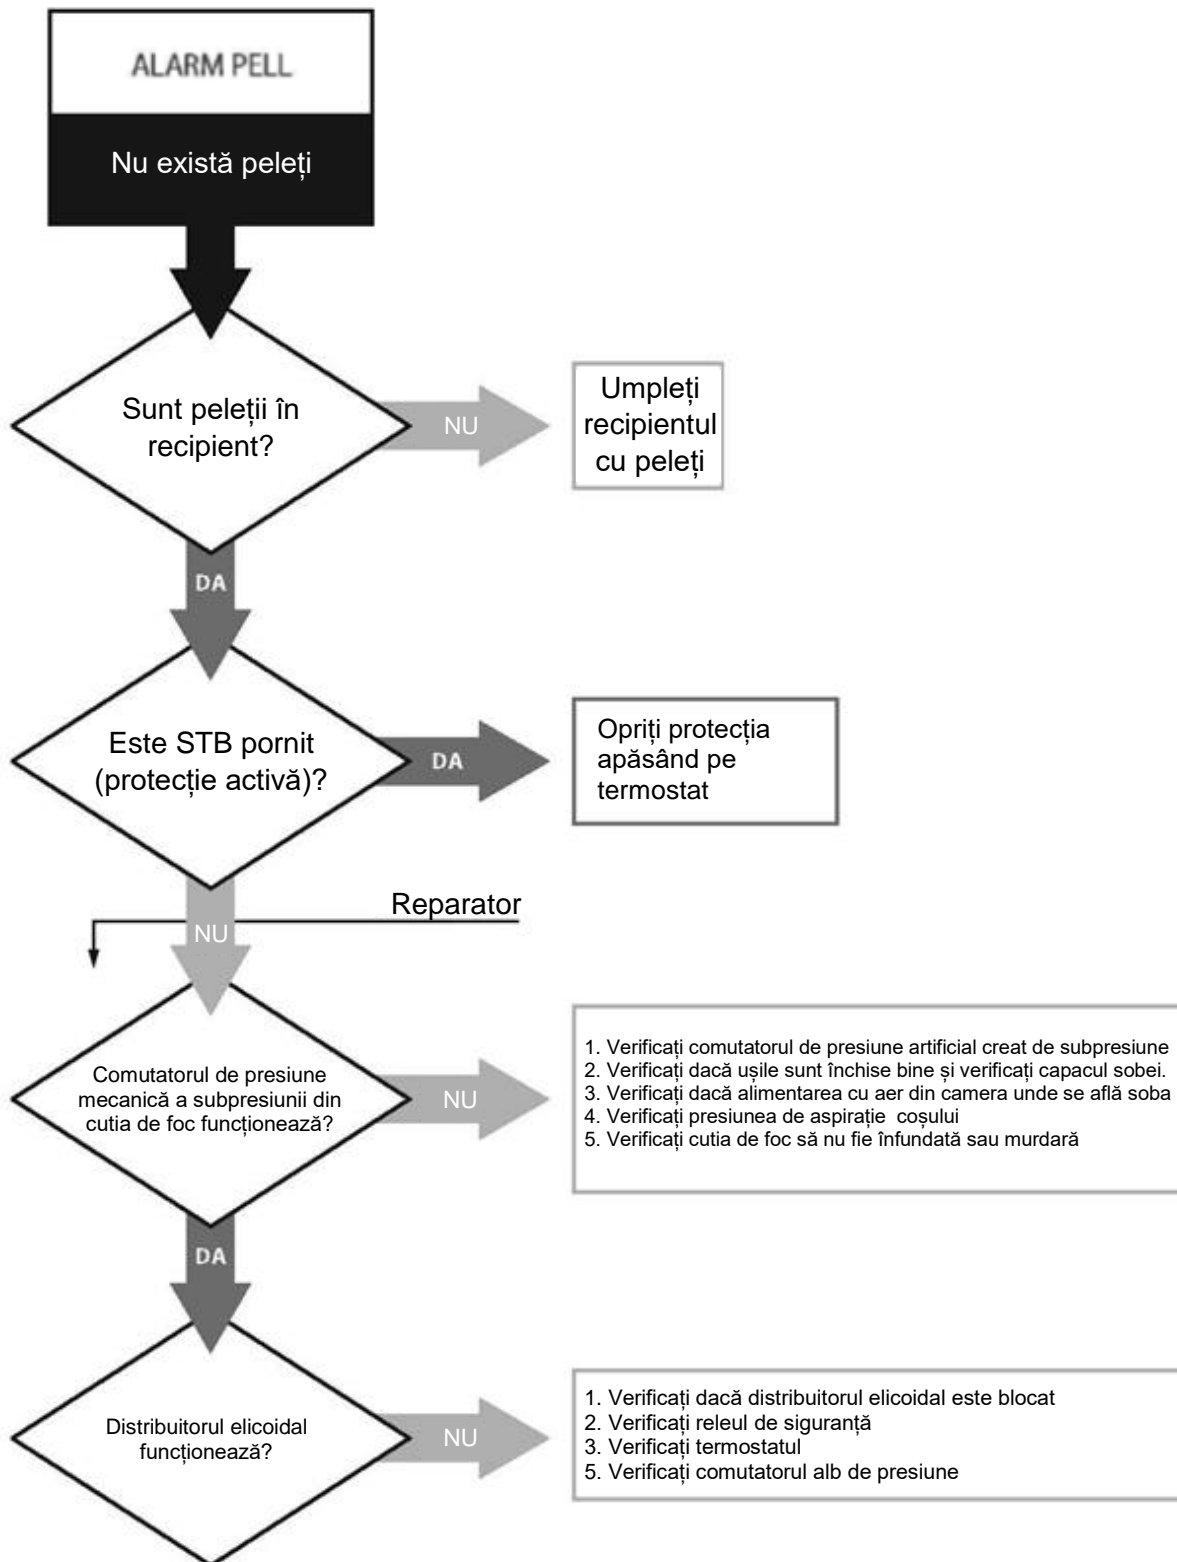 ALARM PELL
Nu există peleți
Sunt peleții în
recipient?
NU
Umpleți
recipientul
cu peleți
DA
Este STB pornit
(protecție activă)?
DA
Opriți protecția
apăsând pe
termostat
Reparator
NU
Comutatorul de presiune
mecanică a subpresiunii din
cutia de foc funcționează?
NU
1. Verificați comutatorul de presiune artificial creat de subpresiune
2. Verificați dacă ușile sunt închise bine și verificați capacul sobei.
3. Verificați dacă alimentarea cu aer din camera unde se află soba
4. Verificați presiunea de aspirație coșului
5. Verificați cutia de foc să nu fie înfundată sau murdară
DA
Distribuitorul elicoidal
funcționează?
NU
1. Verificați dacă distribuitorul elicoidal este blocat
2. Verificați releul de siguranță
3. Verificați termostatul
5. Verificați comutatorul alb de presiune